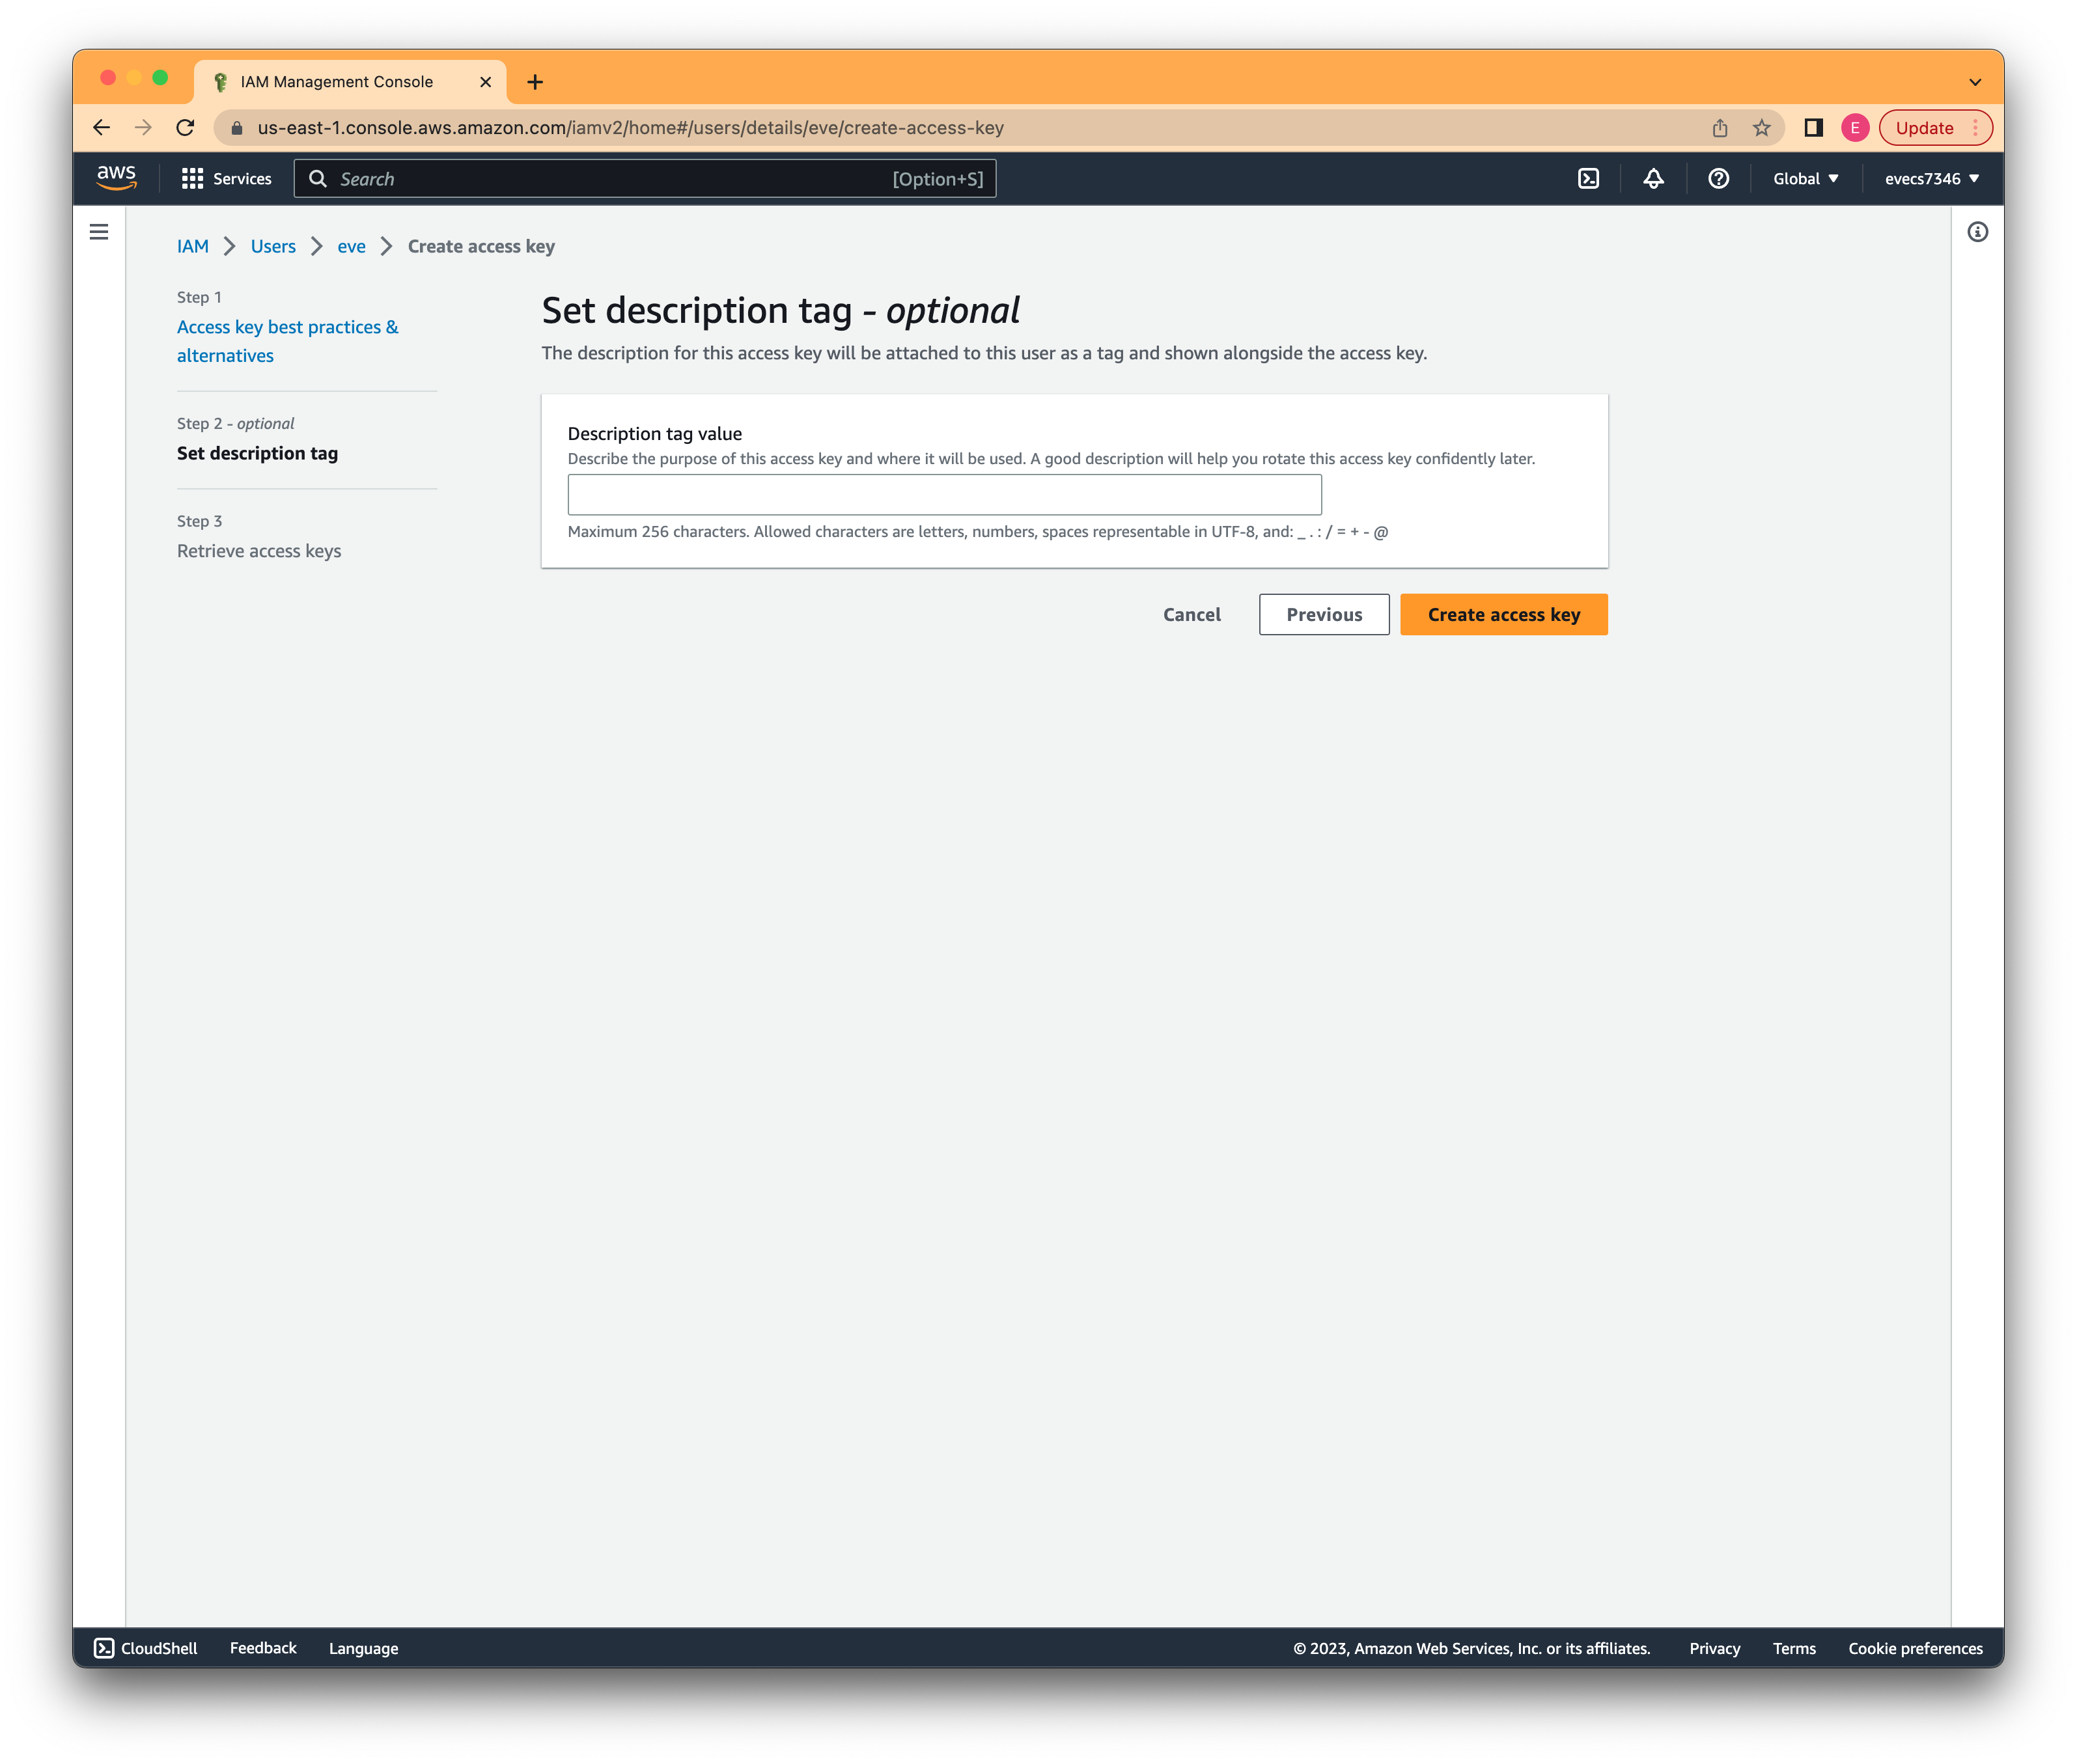 IAM Management Console
us-east-1.console.aws.amazon.com/iamv2/home#/users/details/eve/create-access-key
E
Update
aws
Services
Search
[Option+S]
Global
evecs7346
IAM
Users
eve
Create access key
Step 1
Access key best practices &
alternatives
Step 2 - optional
Set description tag
Step 3
Retrieve access keys
Set description tag - optional
The description for this access key will be attached to this user as a tag and shown alongside the access key.
Description tag value
Describe the purpose of this access key and where it will be used. A good description will help you rotate this access key confidently later.
Maximum 256 characters. Allowed characters are letters, numbers, spaces representable in UTF-8, and: _ . : / = + - @
Cancel
Previous
Create access key
CloudShell
Feedback
Language
© 2023, Amazon Web Services, Inc. or its affiliates.
Privacy
Terms
Cookie preferences